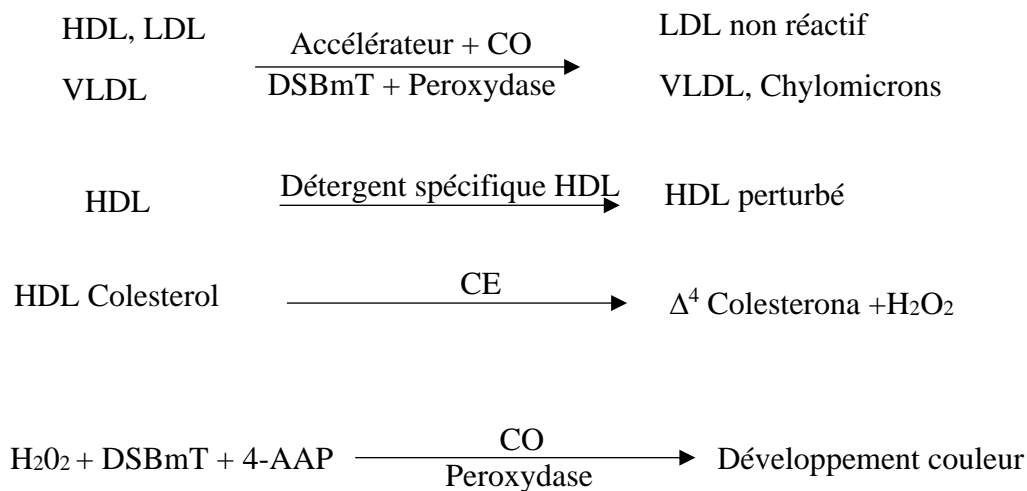 HDL, LDL
VLDL
Accélérateur + CO
DSBmT + Peroxydase
LDL non réactif
VLDL, Chylomicrons
HDL
Détergent spécifique HDL
HDL perturbé
HDL Colesterol
CE
Δ⁴ Colesterona +H₂O₂
H₂0₂ + DSBmT + 4-AAP
CO
Peroxydase
Développement couleur